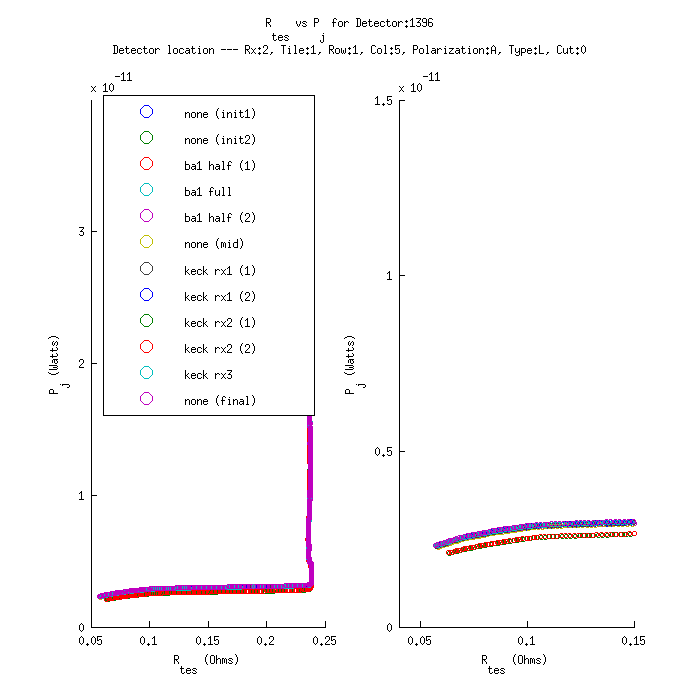 R tes vs P j for Detector:1396
Detector location --- Rx:2, Tile:1, Row:1, Col:5, Polarization:A, Type:L, Cut:0
x 10-11
none (init1)
none (init2)
ba1 half (1)
ba1 full
ba1 half (2)
none (mid)
keck rx1 (1)
keck rx1 (2)
keck rx2 (1)
keck rx2 (2)
keck rx3
none (final)
3
2
1
0
0.05 0.1 0.15 0.2 0.25
P j (Watts)
R tes (Ohms)
x 10-11
1.5
1
0.5
0
0.05 0.1 0.15
P j (Watts)
R tes (Ohms)